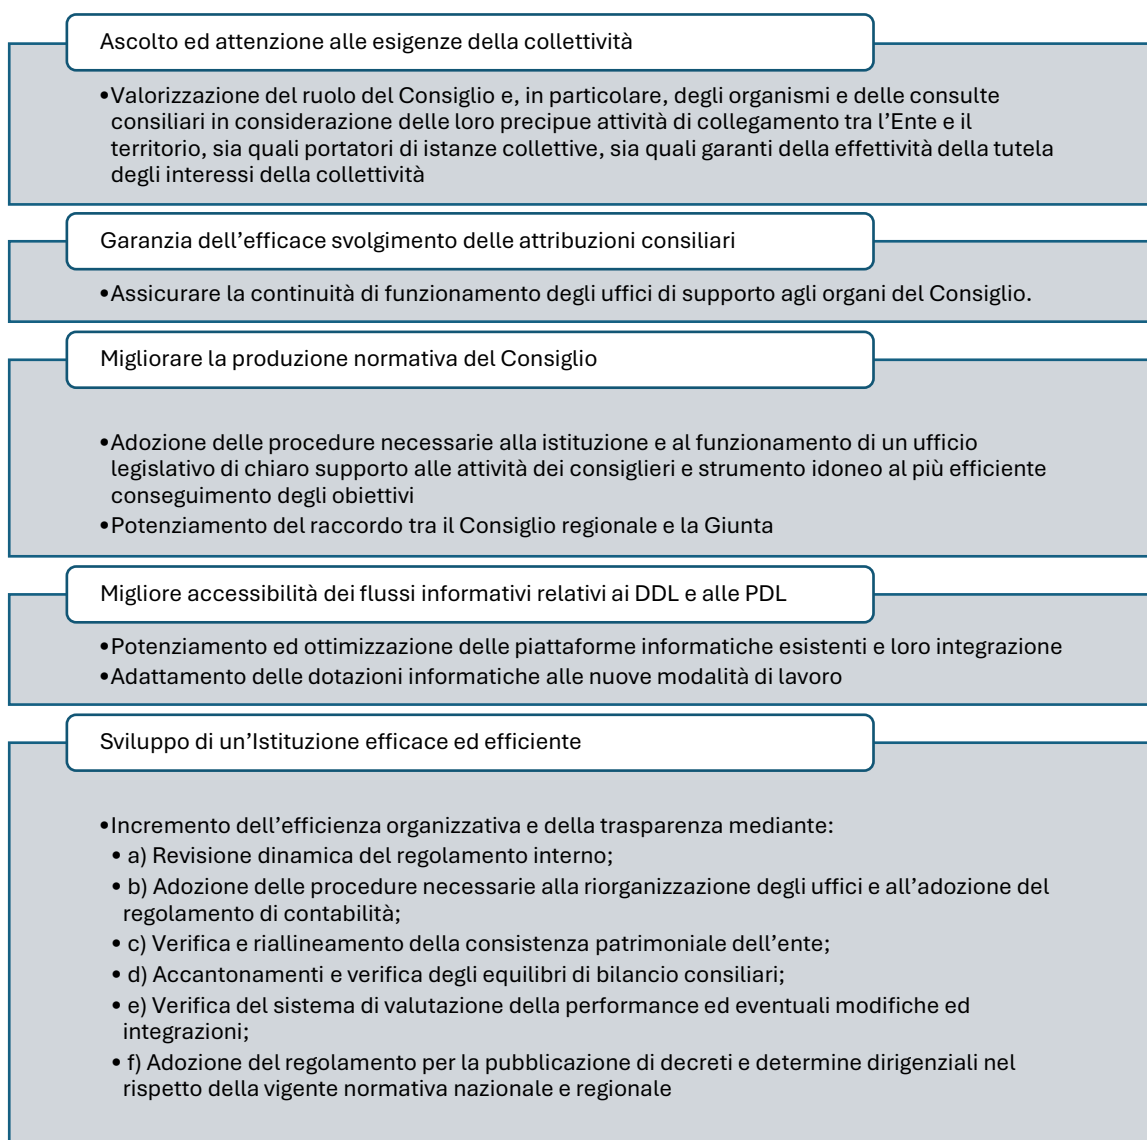 Ascolto ed attenzione alle esigenze della collettività
•Valorizzazione del ruolo del Consiglio e, in particolare, degli organismi e delle consulte
consiliari in considerazione delle loro precipue attività di collegamento tra l’Ente e il
territorio, sia quali portatori di istanze collettive, sia quali garanti della effettività della tutela
degli interessi della collettività
Garanzia dell’efficace svolgimento delle attribuzioni consiliari
•Assicurare la continuità di funzionamento degli uffici di supporto agli organi del Consiglio.
Migliorare la produzione normativa del Consiglio
•Adozione delle procedure necessarie alla istituzione e al funzionamento di un ufficio
legislativo di chiaro supporto alle attività dei consiglieri e strumento idoneo al più efficiente
conseguimento degli obiettivi
•Potenziamento del raccordo tra il Consiglio regionale e la Giunta
Migliore accessibilità dei flussi informativi relativi ai DDL e alle PDL
•Potenziamento ed ottimizzazione delle piattaforme informatiche esistenti e loro integrazione
•Adattamento delle dotazioni informatiche alle nuove modalità di lavoro
Sviluppo di un’Istituzione efficace ed efficiente
•Incremento dell’efficienza organizzativa e della trasparenza mediante:
• a) Revisione dinamica del regolamento interno;
• b) Adozione delle procedure necessarie alla riorganizzazione degli uffici e all’adozione del
regolamento di contabilità;
• c) Verifica e riallineamento della consistenza patrimoniale dell’ente;
• d) Accantonamenti e verifica degli equilibri di bilancio consiliari;
• e) Verifica del sistema di valutazione della performance ed eventuali modifiche ed
integrazioni;
• f) Adozione del regolamento per la pubblicazione di decreti e determine dirigenziali nel
rispetto della vigente normativa nazionale e regionale